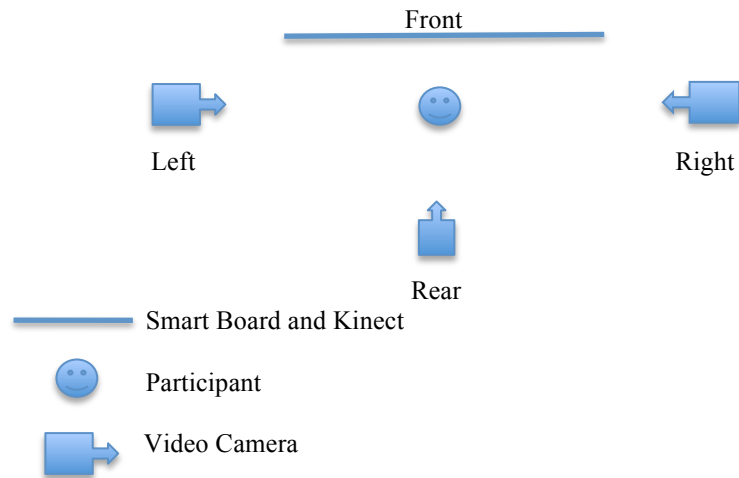 Front
Left
Right
Rear
Smart Board and Kinect
Participant
Video Camera